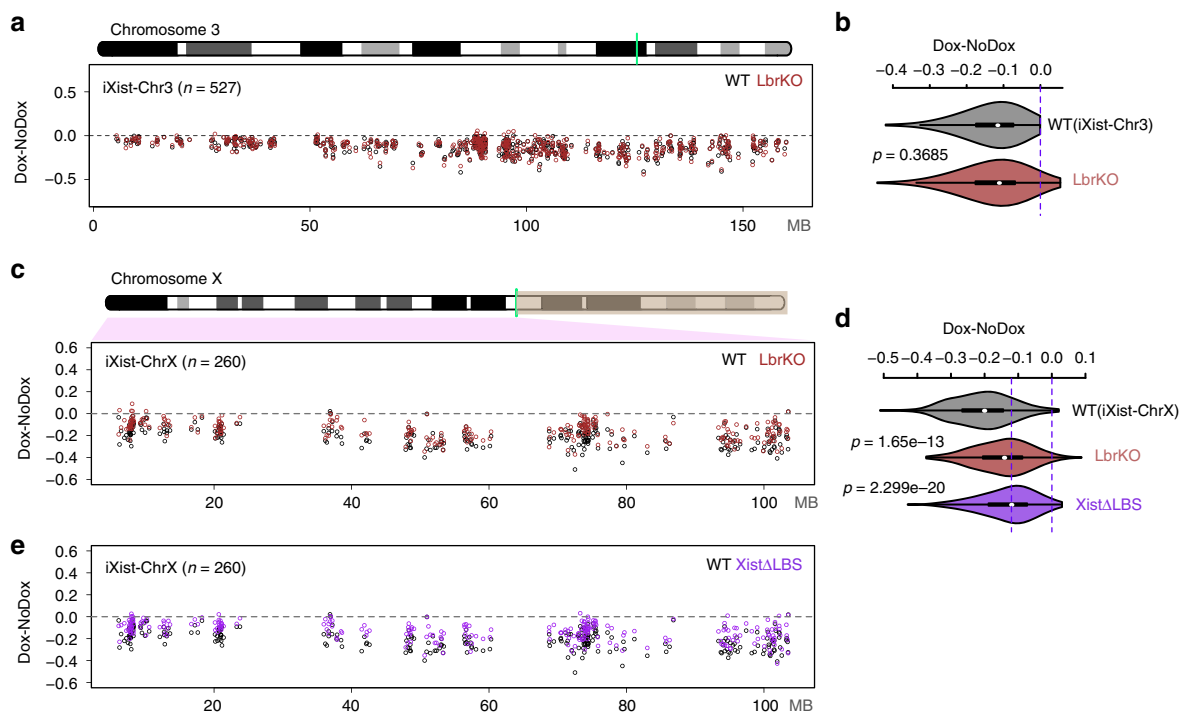 a
Chromosome 3
iXist-Chr3 (n = 527)
WT LbrKO
Dox-NoDox
0.5
0.0
−0.5
0 50 100 150 MB
b
Dox-NoDox
−0.4 −0.3 −0.2 −0.1 0.0
WT(iXist-Chr3)
p = 0.3685
LbrKO
c
Chromosome X
iXist-ChrX (n = 260)
WT LbrKO
Dox-NoDox
0.6
0.4
0.2
0.0
−0.2
−0.4
−0.6
20 40 60 80 100 MB
d
Dox-NoDox
−0.5 −0.4 −0.3 −0.2 −0.1 0.0 0.1
WT(iXist-ChrX)
p = 1.65e−13
LbrKO
p = 2.299e−20
XistΔLBS
e
iXist-ChrX (n = 260)
WT XistΔLBS
Dox-NoDox
0.6
0.4
0.2
0.0
−0.2
−0.4
−0.6
20 40 60 80 100 MB